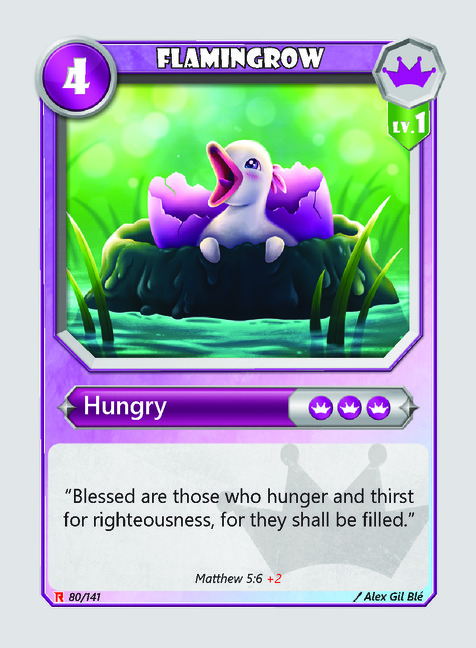 FLAMINGROW
4
LV.1
Hungry
“Blessed are those who hunger and thirst
for righteousness, for they shall be filled.”
Matthew 5:6 +2
R 80/141
/ Alex Gil Blé